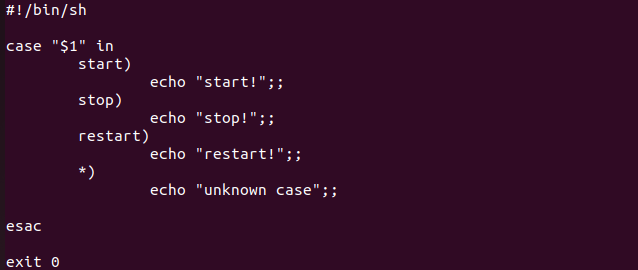 #!/bin/sh
case "$1" in
start)
echo "start!";;
stop)
echo "stop!";;
restart)
echo "restart!";;
*)
echo "unknown case";;
esac
exit 0